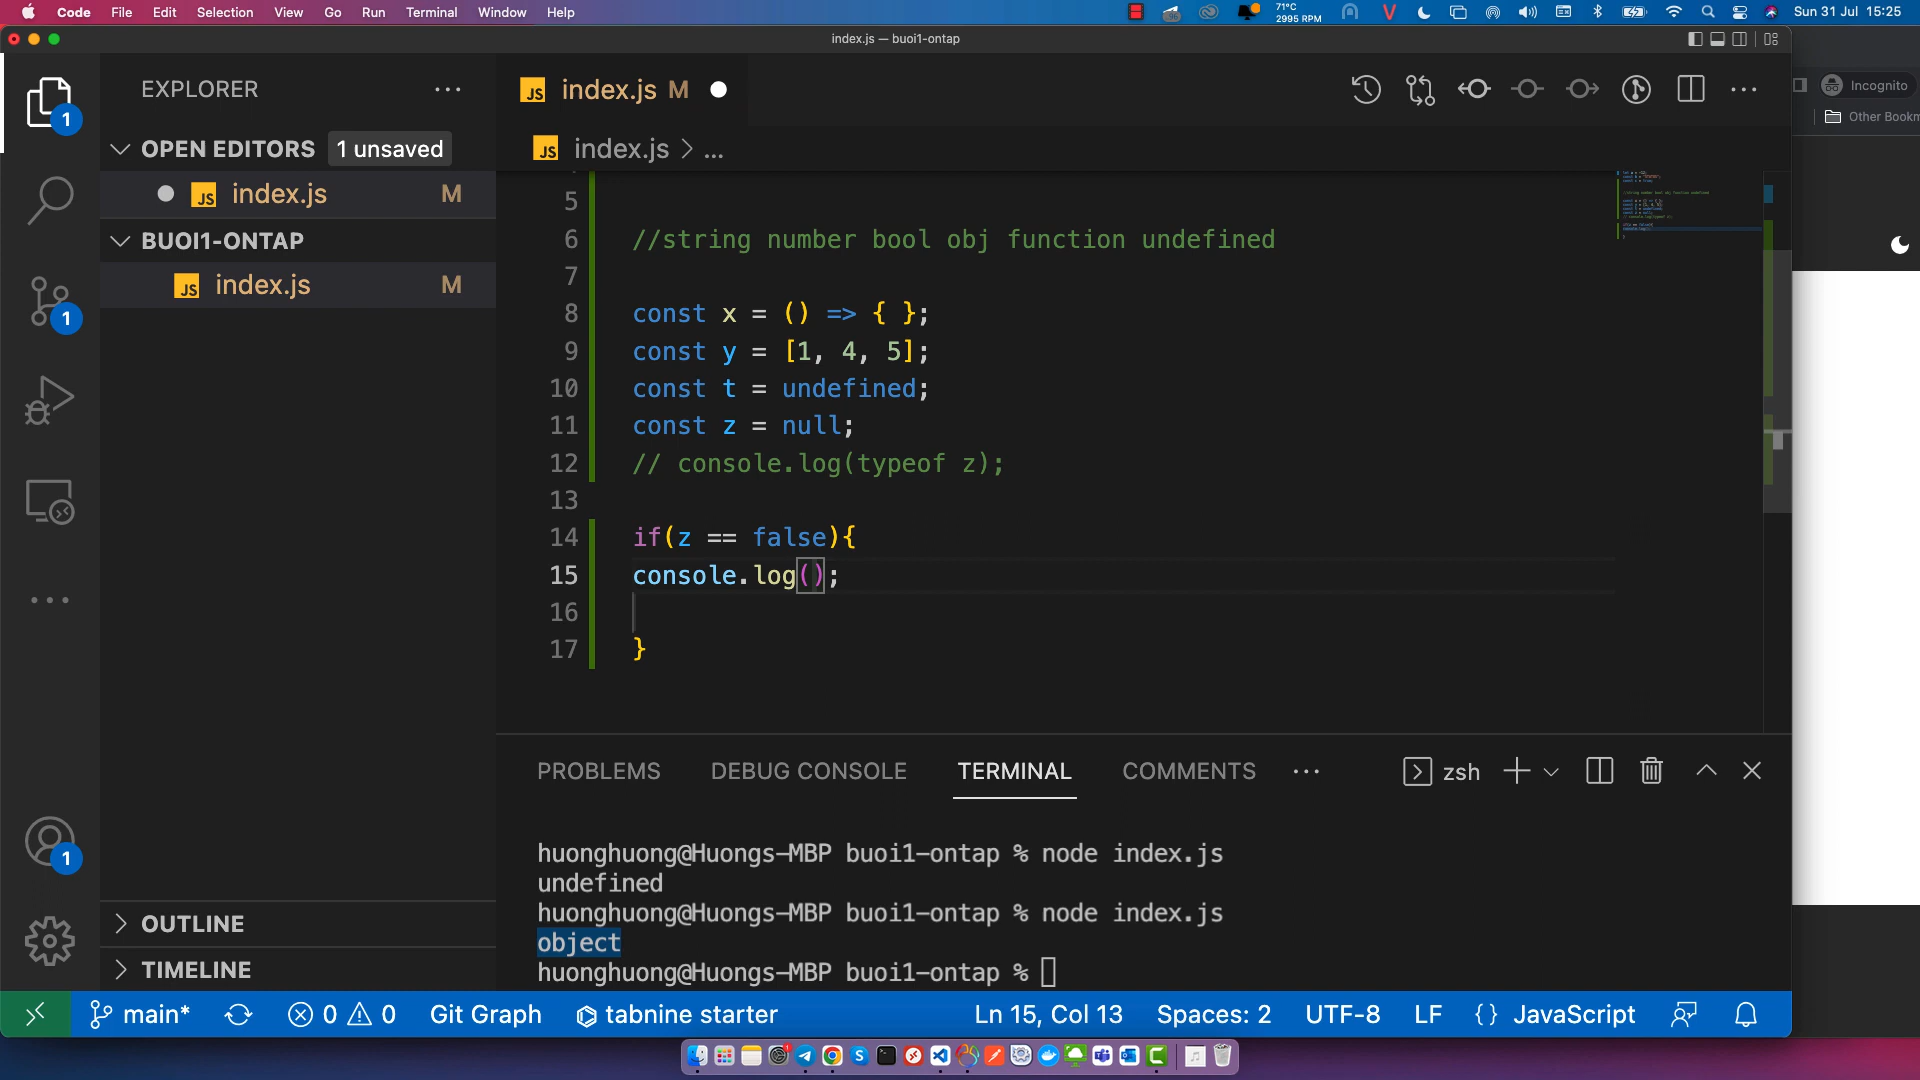 Code File Edit Selection View Go Run Terminal Window Help
71°C
2995 RPM
Sun 31 Jul 15:25
index.js — buoi1-ontap
EXPLORER
index.js M
Incognito
Other Bookm
OPEN EDITORS 1 unsaved
index.js > ...
JS index.js M
BUOI1-ONTAP
JS index.js M
5
6 //string number bool obj function undefined
7
8 const x = () => { };
9 const y = [1, 4, 5];
10 const t = undefined;
11 const z = null;
12 // console.log(typeof z);
13
14 if(z == false){
15 console.log();
16
17 }
PROBLEMS DEBUG CONSOLE TERMINAL COMMENTS zsh
huonghuong@Huongs-MBP buoi1-ontap % node index.js
undefined
huonghuong@Huongs-MBP buoi1-ontap % node index.js
object
huonghuong@Huongs-MBP buoi1-ontap %
OUTLINE
TIMELINE
main* 0 0 Git Graph tabnine starter Ln 15, Col 13 Spaces: 2 UTF-8 LF {} JavaScript